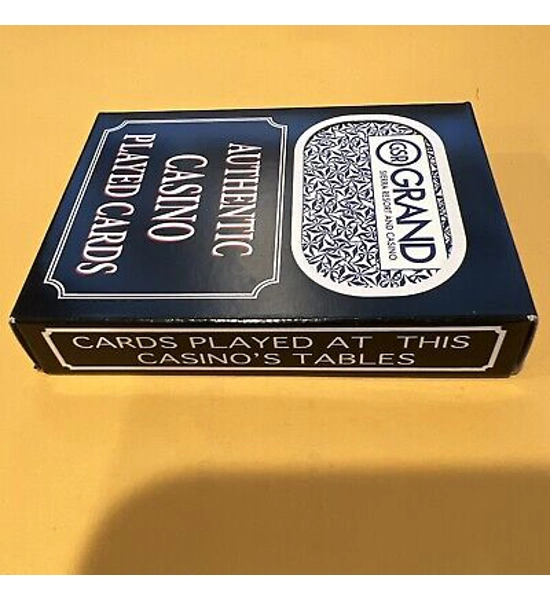 AUTHENTIC
CASINO
PLAYED CARDS
GSR
GRAND
SIERRA RESORT AND CASINO
CARDS PLAYED AT THIS
CASINO'S TABLES